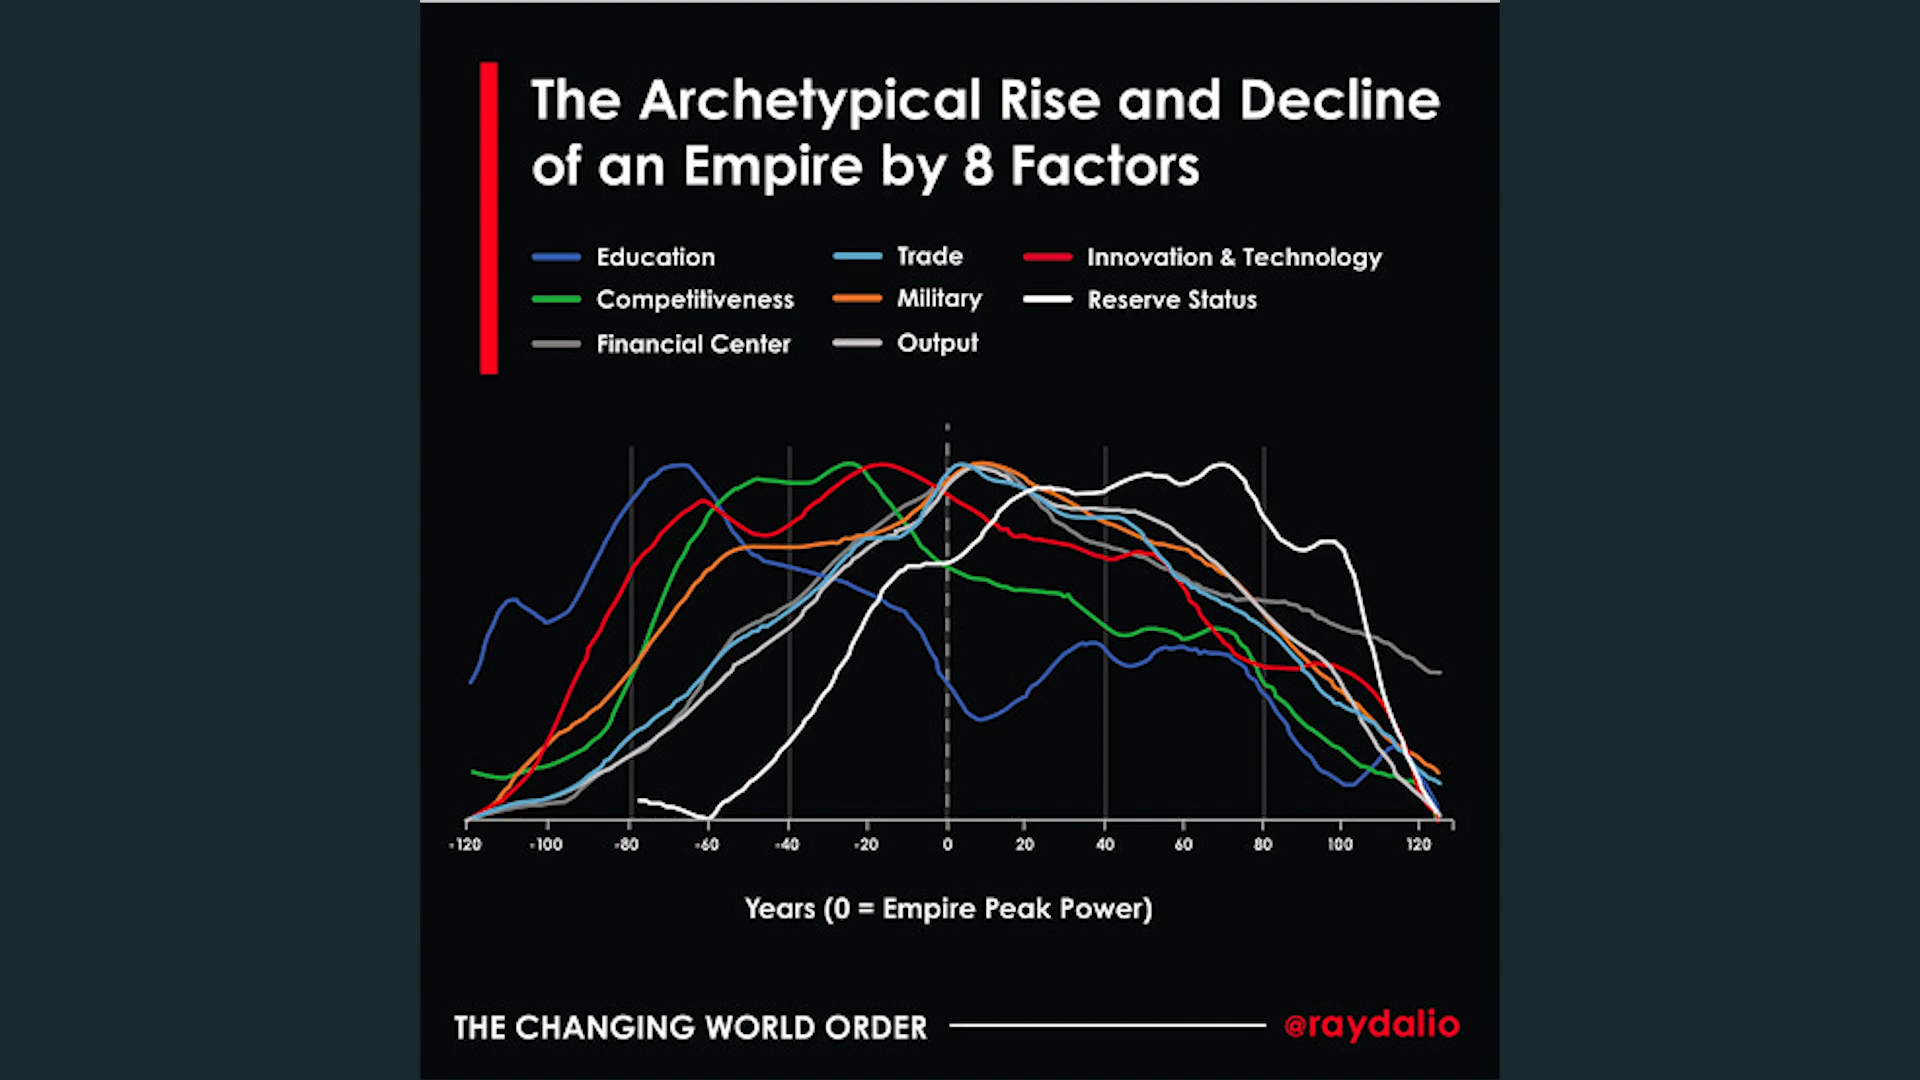 The Archetypical Rise and Decline
of an Empire by 8 Factors
Education
Trade
Innovation & Technology
Competitiveness
Military
Reserve Status
Financial Center
Output
-120 -100 -80 -60 -40 -20 0 20 40 60 80 100 120
Years (0 = Empire Peak Power)
THE CHANGING WORLD ORDER
@raydalio